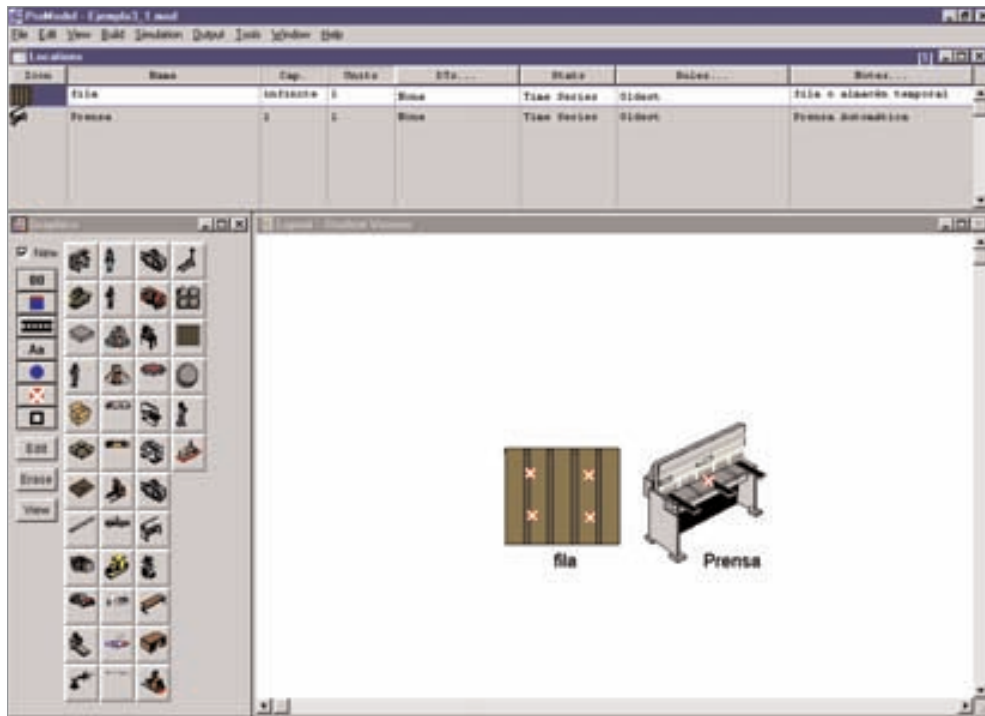 ProModel - Ejemplo3_1.mod
File Edit View Build Simulation Output Tools Window Help
Locations [1]
Icon Name Cap. Units DTs... Stats Rules... Notes...
fila infinite 1 None Time Series Oldest fila o almacén temporal
Prensa 1 1 None Time Series Oldest Prensa Automática
Graphics
New
Aa
Edit
Erase
View
fila
Prensa